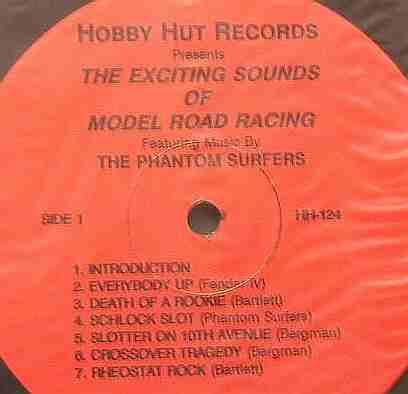 HOBBY HUT RECORDS
Presents
THE EXCITING SOUNDS
OF
MODEL ROAD RACING
Featuring Music By
THE PHANTOM SURFERS
SIDE 1
HH-124
1. INTRODUCTION
2. EVERYBODY UP (Fender IV)
3. DEATH OF A ROOKIE (Bartlett)
4. SCHLOCK SLOT (Phantom Surfers)
5. SLOTTER ON 10TH AVENUE (Bergman)
6. CROSSOVER TRAGEDY (Bergman)
7. RHEOSTAT ROCK (Bartlett)